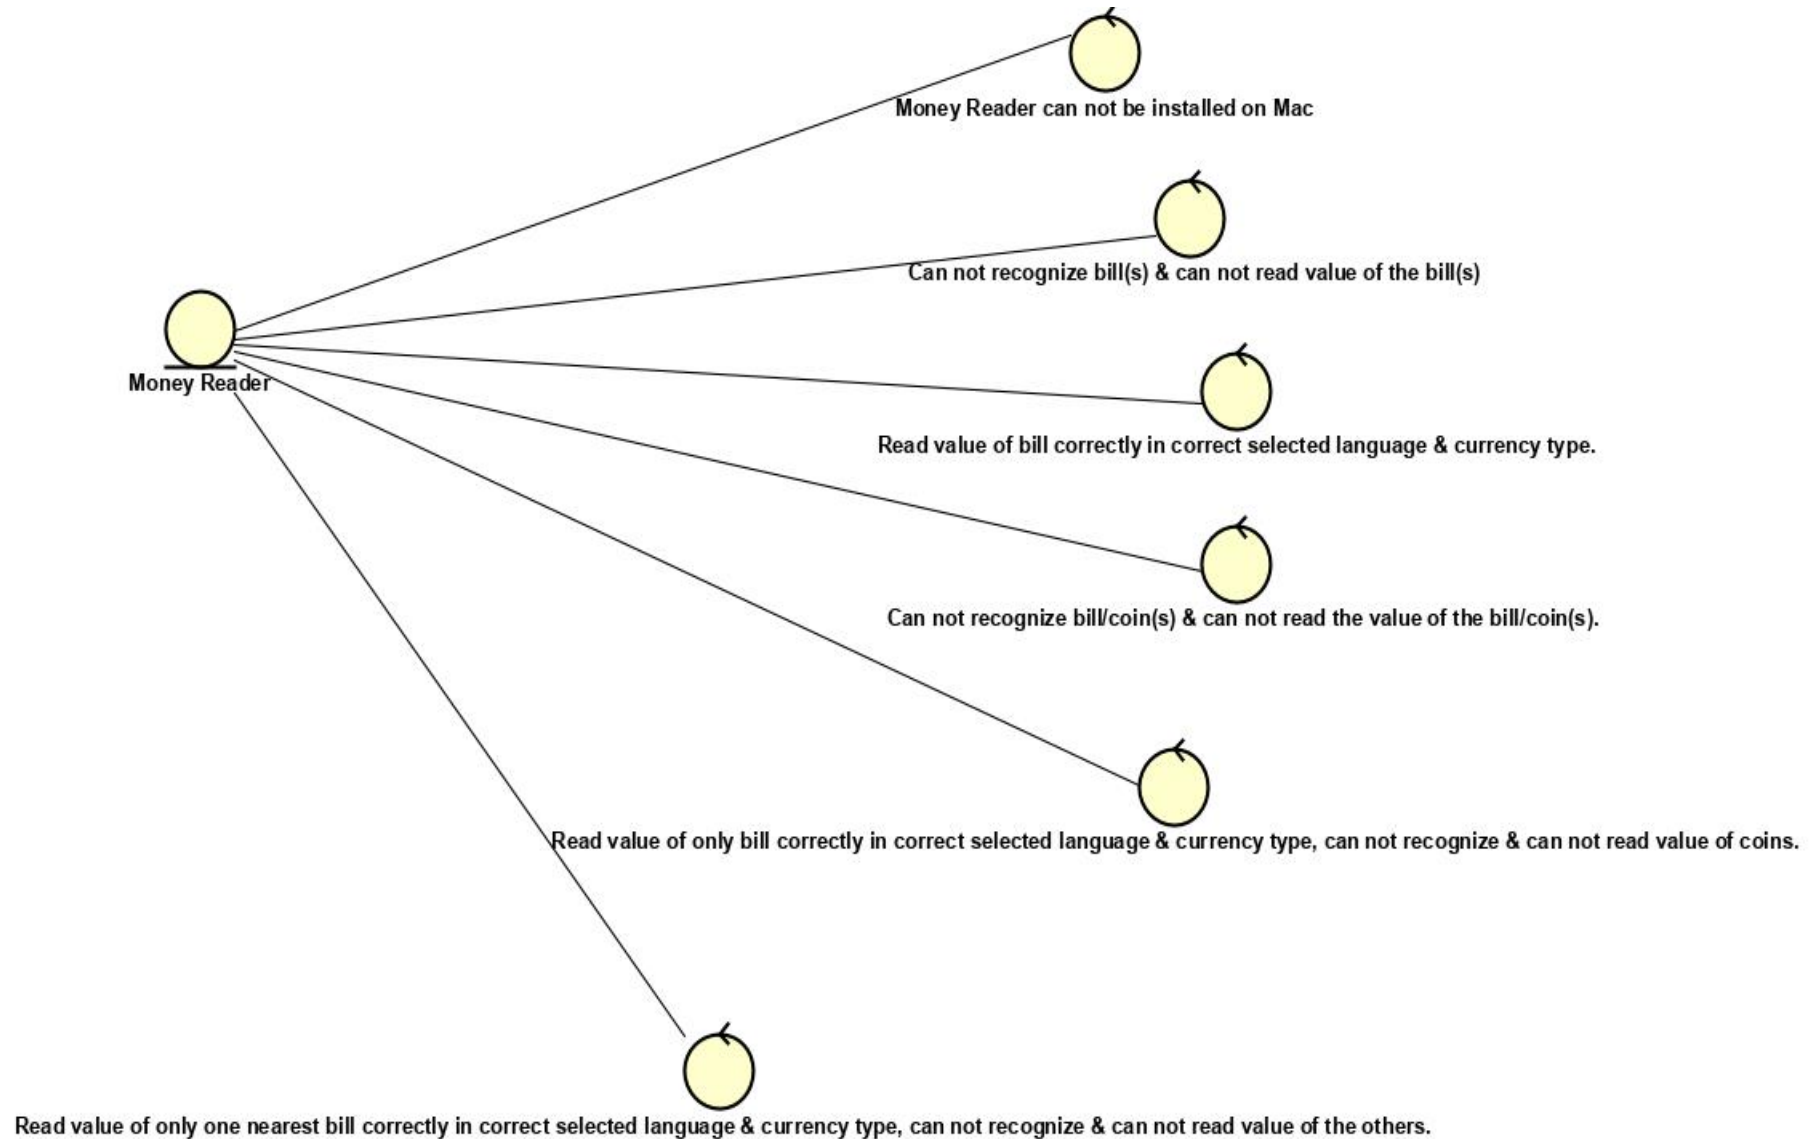 Money Reader can not be installed on Mac
Can not recognize bill(s) & can not read value of the bill(s)
Money Reader
Read value of bill correctly in correct selected language & currency type.
Can not recognize bill/coin(s) & can not read the value of the bill/coin(s).
Read value of only bill correctly in correct selected language & currency type, can not recognize & can not read value of coins.
Read value of only one nearest bill correctly in correct selected language & currency type, can not recognize & can not read value of the others.